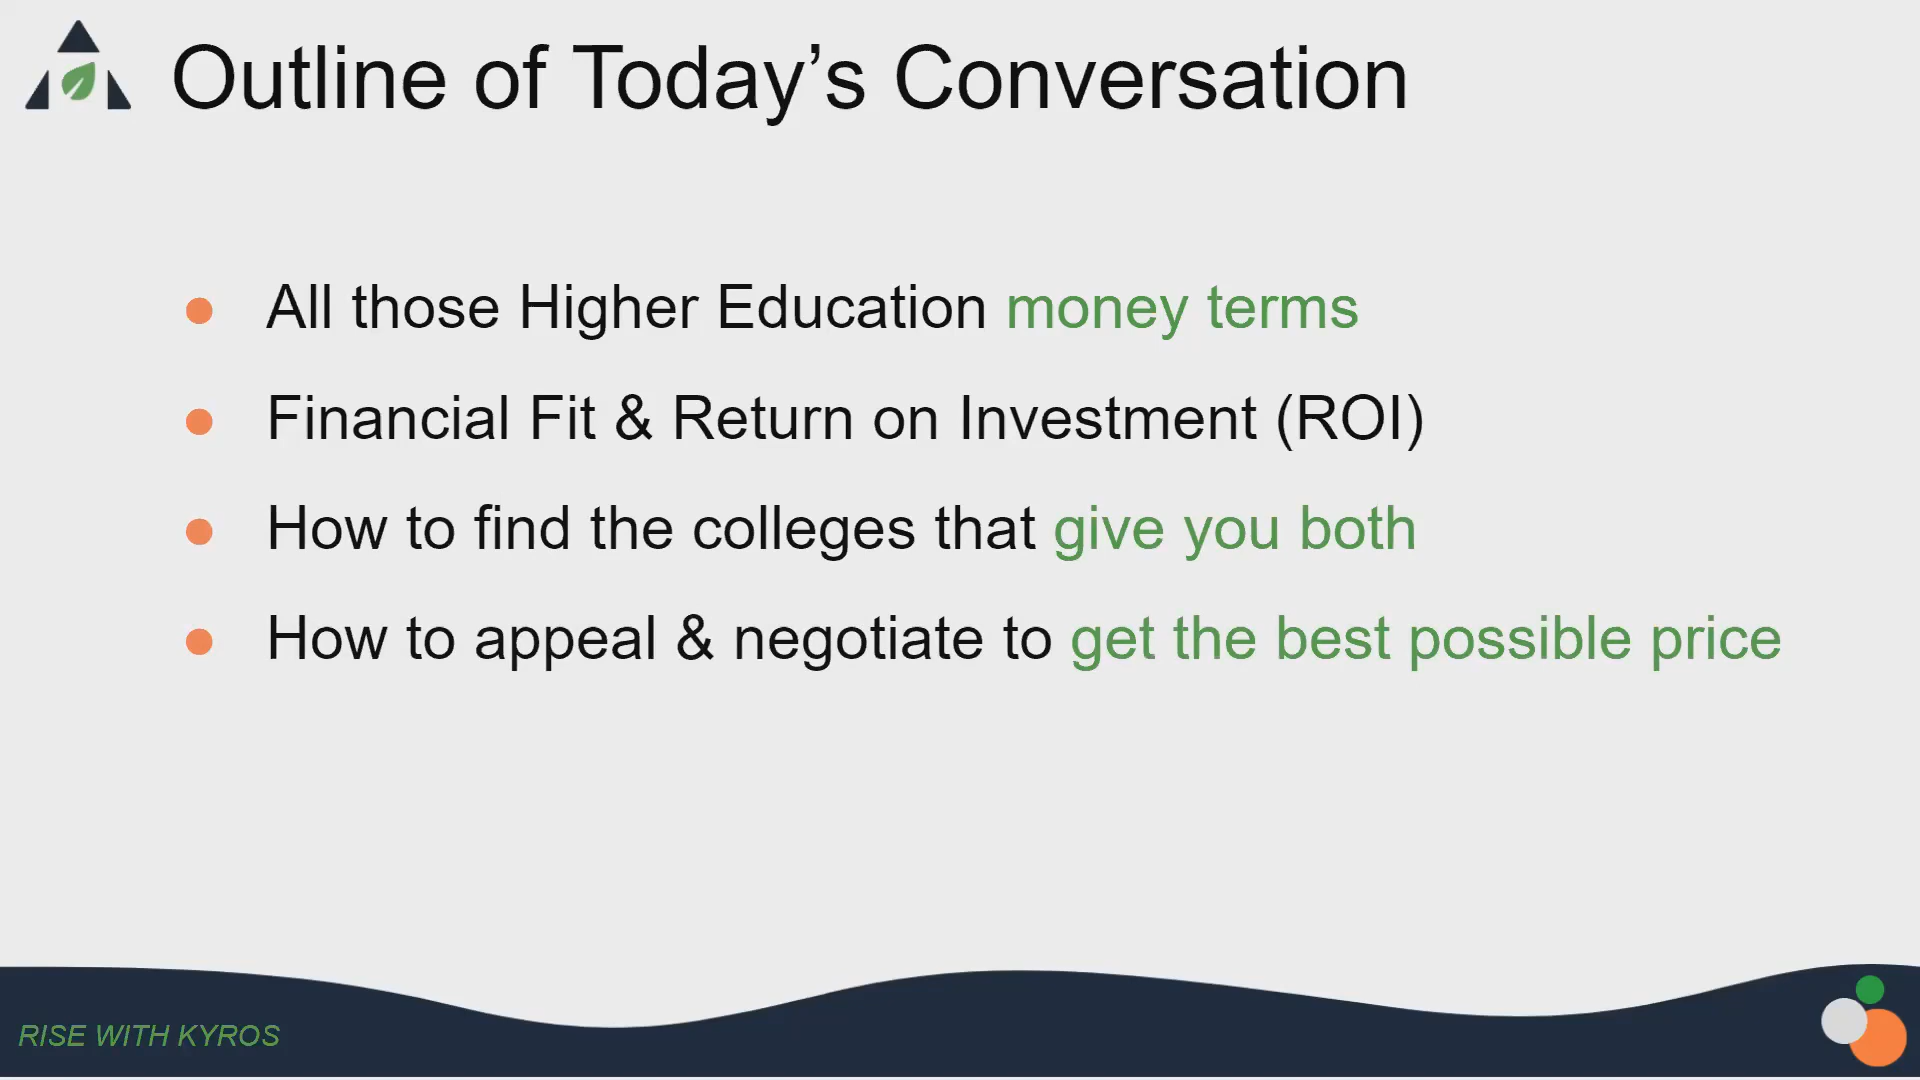 Outline of Today’s Conversation
● All those Higher Education money terms
● Financial Fit & Return on Investment (ROI)
● How to find the colleges that give you both
● How to appeal & negotiate to get the best possible price
RISE WITH KYROS